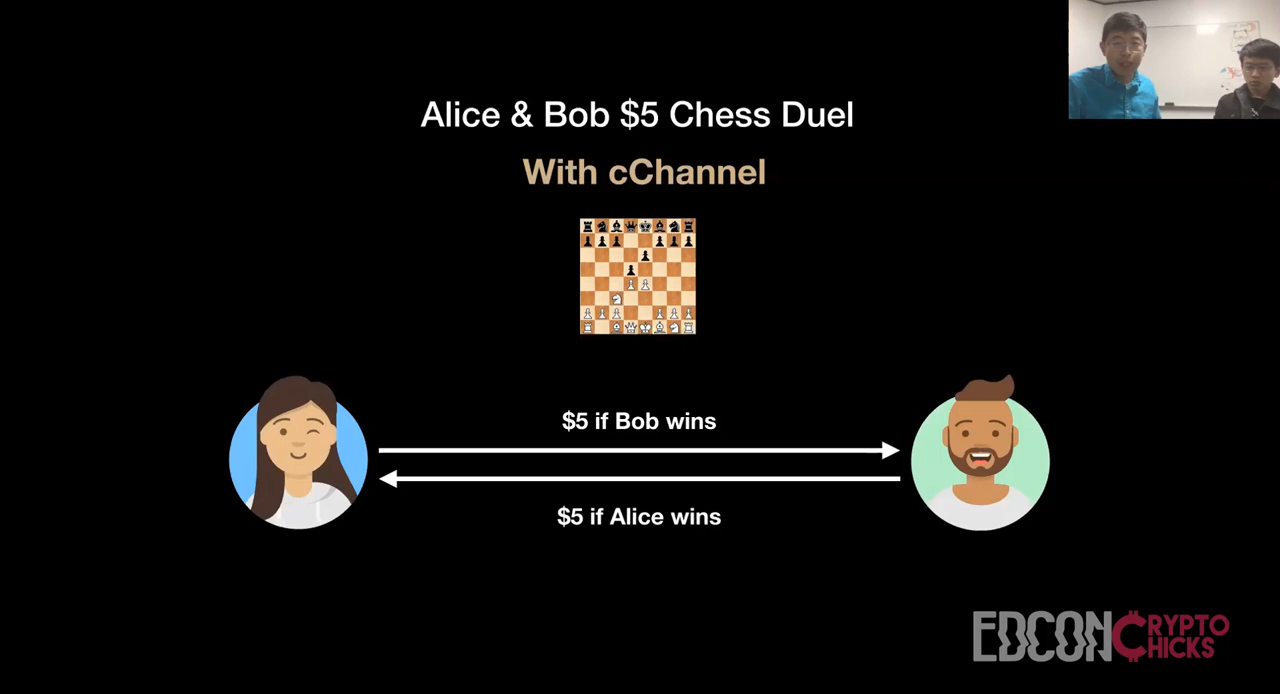 Alice & Bob $5 Chess Duel
With cChannel
$5 if Bob wins
$5 if Alice wins
EDCON CRYPTO
CHICKS